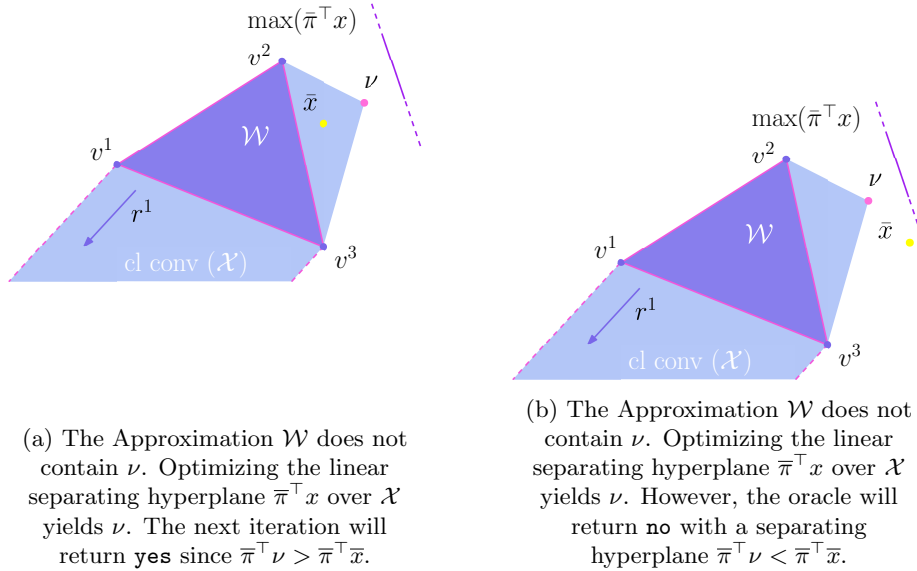 max(π̄⊤x)
v²
ν
x̄
𝒲
v¹
r¹
v³
cl conv (𝒳)
max(π̄⊤x)
v²
ν
x̄
𝒲
v¹
r¹
v³
cl conv (𝒳)
(a) The Approximation 𝒲 does not
contain ν. Optimizing the linear
separating hyperplane π̄⊤x over 𝒳
yields ν. The next iteration will
return yes since π̄⊤ν > π̄⊤x̄.
(b) The Approximation 𝒲 does not
contain ν. Optimizing the linear
separating hyperplane π̄⊤x over 𝒳
yields ν. However, the oracle will
return no with a separating
hyperplane π̄⊤ν < π̄⊤x̄.